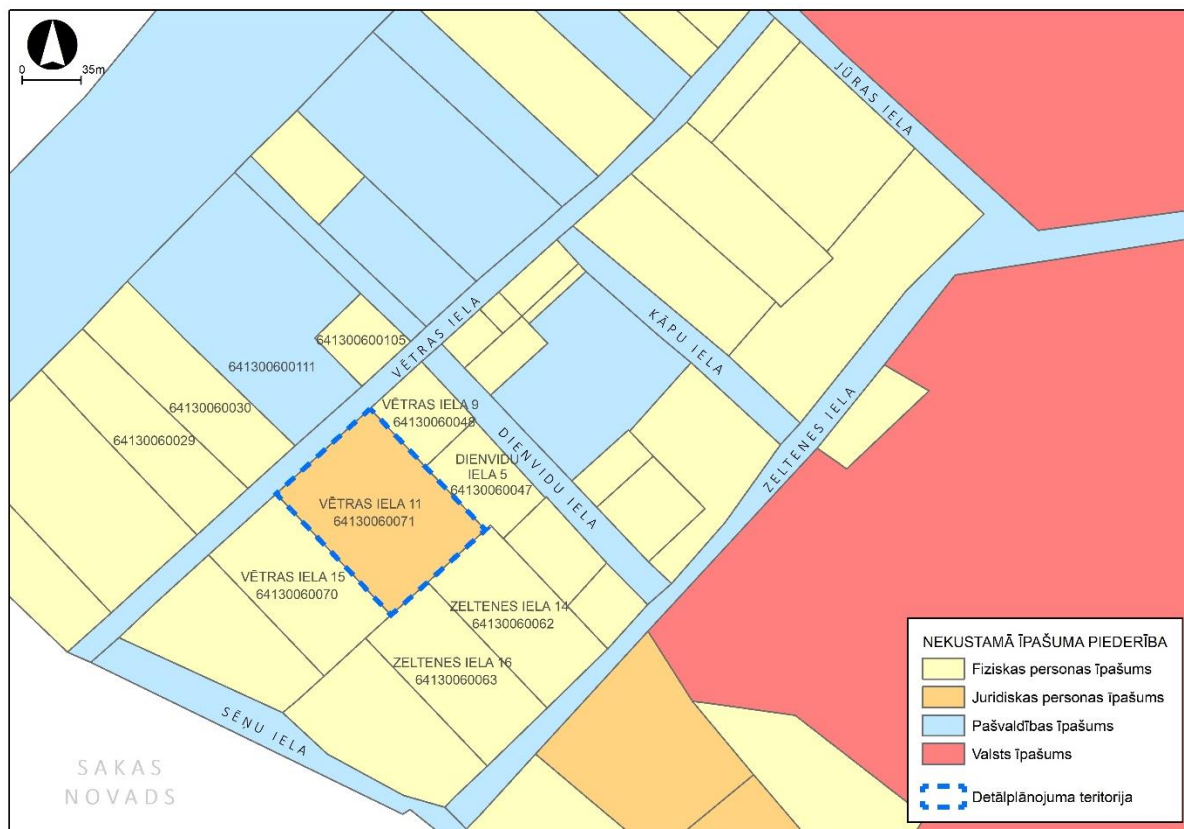 0 35m
JŪRAS IELA
VĒTRAS IELA
KĀPU IELA
ZELTENES IELA
DIENVIDU IELA
641300600105
641300600111
64130060030
64130060029
VĒTRAS IELA 9
64130060048
DIENVIDU
IELA 5
64130060047
VĒTRAS IELA 11
64130060071
VĒTRAS IELA 15
64130060070
ZELTENES IELA 14
64130060062
ZELTENES IELA 16
64130060063
SĒŅU IELA
SAKAS
NOVADS
NEKUSTAMĀ ĪPAŠUMA PIEDERĪBA
Fiziskas personas īpašums
Juridiskas personas īpašums
Pašvaldības īpašums
Valsts īpašums
Detālplānojuma teritorija